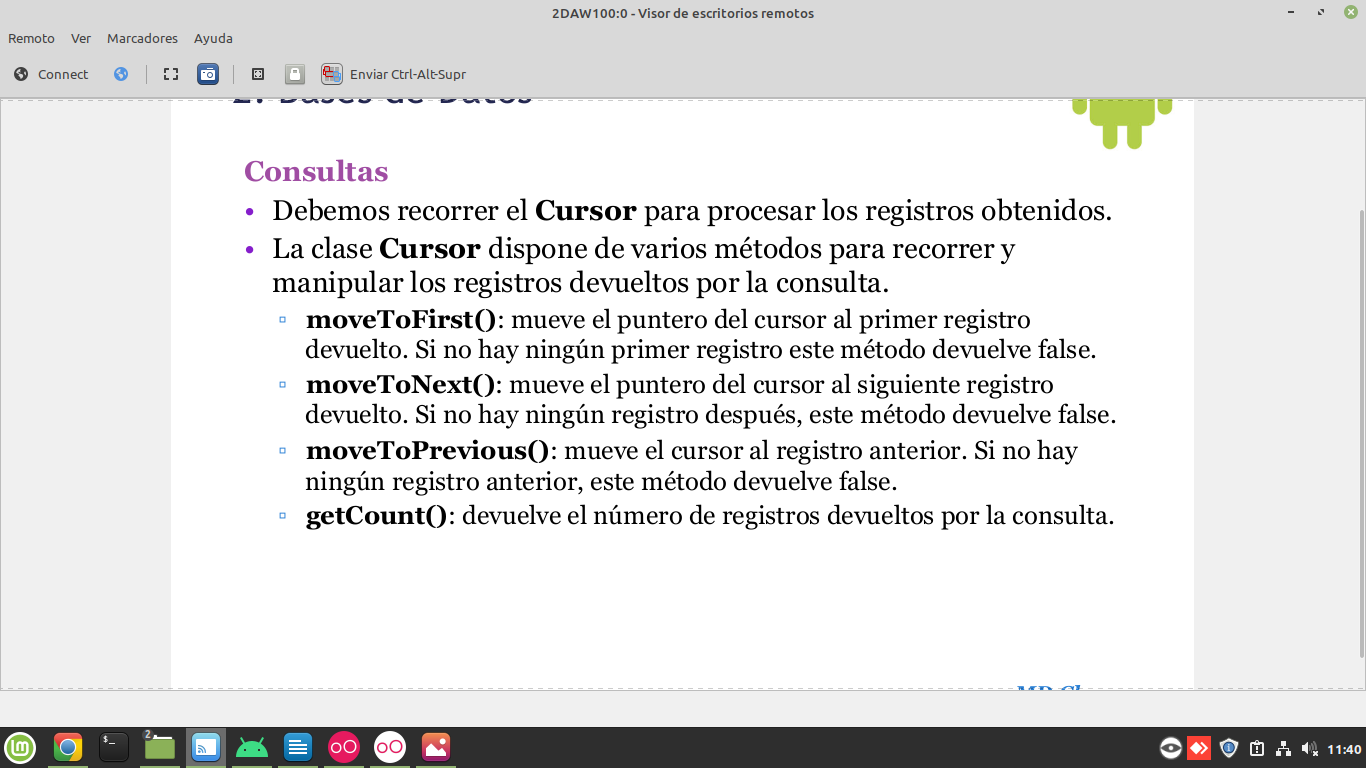 2DAW100:0 - Visor de escritorios remotos
Remoto Ver Marcadores Ayuda
Connect Enviar Ctrl-Alt-Supr
2. Bases de Datos
Consultas
• Debemos recorrer el Cursor para procesar los registros obtenidos.
• La clase Cursor dispone de varios métodos para recorrer y
manipular los registros devueltos por la consulta.
▫ moveToFirst(): mueve el puntero del cursor al primer registro
devuelto. Si no hay ningún primer registro este método devuelve false.
▫ moveToNext(): mueve el puntero del cursor al siguiente registro
devuelto. Si no hay ningún registro después, este método devuelve false.
▫ moveToPrevious(): mueve el cursor al registro anterior. Si no hay
ningún registro anterior, este método devuelve false.
▫ getCount(): devuelve el número de registros devueltos por la consulta.
2
11:40